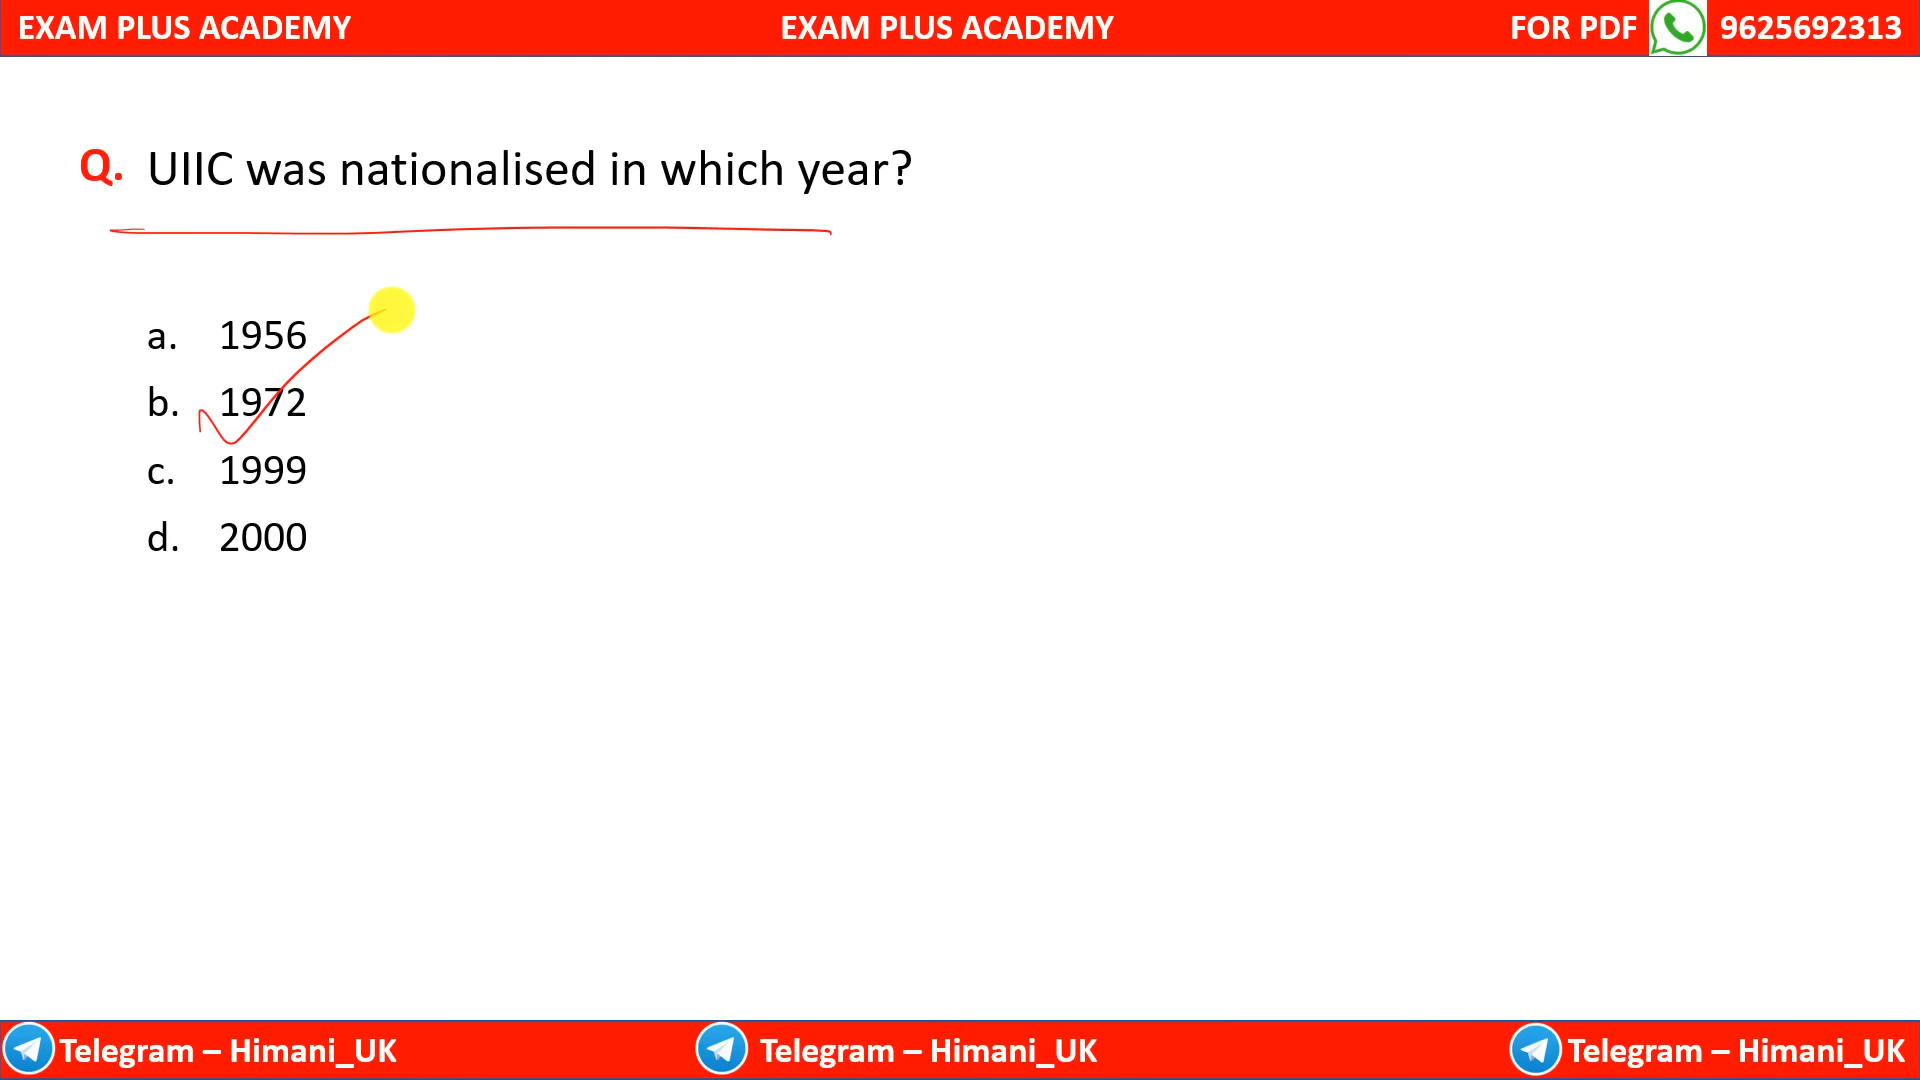 EXAM PLUS ACADEMY EXAM PLUS ACADEMY FOR PDF 9625692313
Q. UIIC was nationalised in which year?
a. 1956
b. 1972
c. 1999
d. 2000
Telegram – Himani_UK Telegram – Himani_UK Telegram – Himani_UK